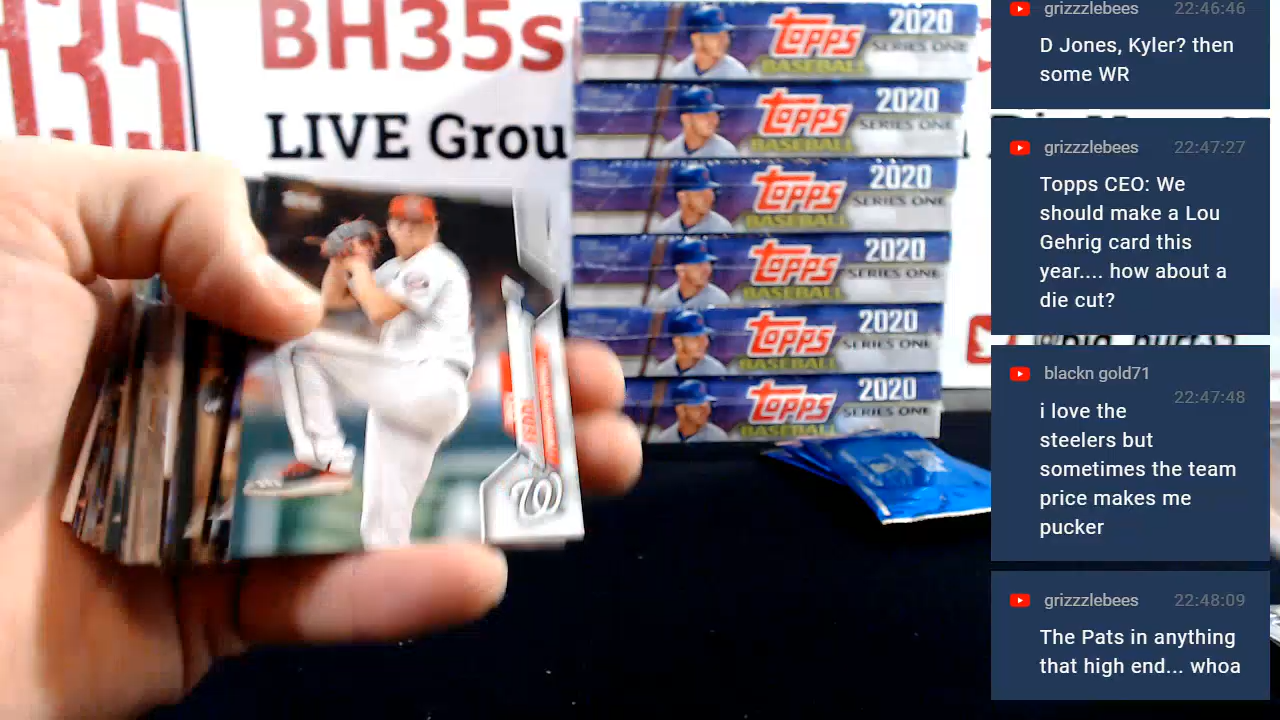 135
BH35s
LIVE Grou
Topps 2020
SERIES ONE
BASEBALL
Topps 2020
SERIES ONE
BASEBALL
Topps 2020
SERIES ONE
BASEBALL
Topps 2020
SERIES ONE
BASEBALL
Topps 2020
SERIES ONE
BASEBALL
Topps 2020
SERIES ONE
BASEBALL
W
grizzzlebees 22:46:46
D Jones, Kyler? then
some WR
grizzzlebees 22:47:27
Topps CEO: We
should make a Lou
Gehrig card this
year.... how about a
die cut?
blackn gold71
22:47:48
i love the
steelers but
sometimes the team
price makes me
pucker
grizzzlebees 22:48:09
The Pats in anything
that high end... whoa